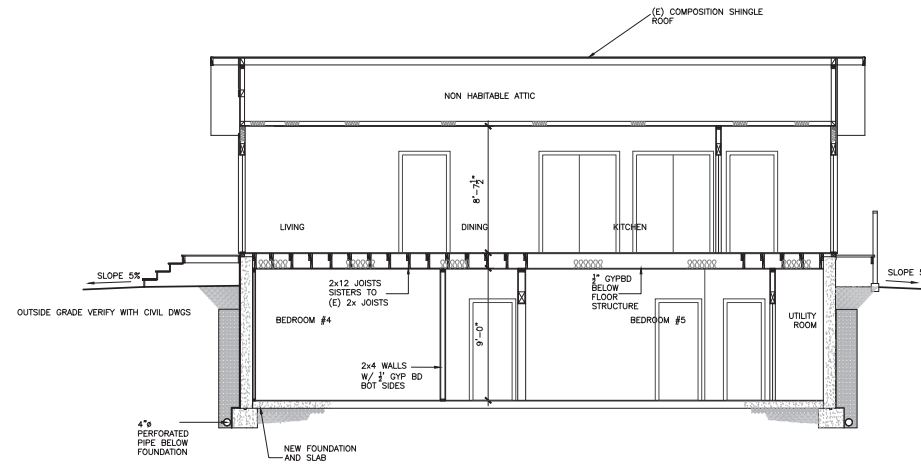 (E) COMPOSITION SHINGLE
ROOF
NON HABITABLE ATTIC
8'-7½"
LIVING
DINING
KITCHEN
SLOPE 5%
SLOPE
2x12 JOISTS
SISTERS TO
(E) 2x JOISTS
½" GYPBD
BELOW
FLOOR
STRUCTURE
OUTSIDE GRADE VERIFY WITH CIVIL DWGS
BEDROOM #4
9'-0"
BEDROOM #5
UTILITY
ROOM
2x4 WALLS
W/ ½' GYP BD
BOT SIDES
4"ø
PERFORATED
PIPE BELOW
FOUNDATION
NEW FOUNDATION
AND SLAB